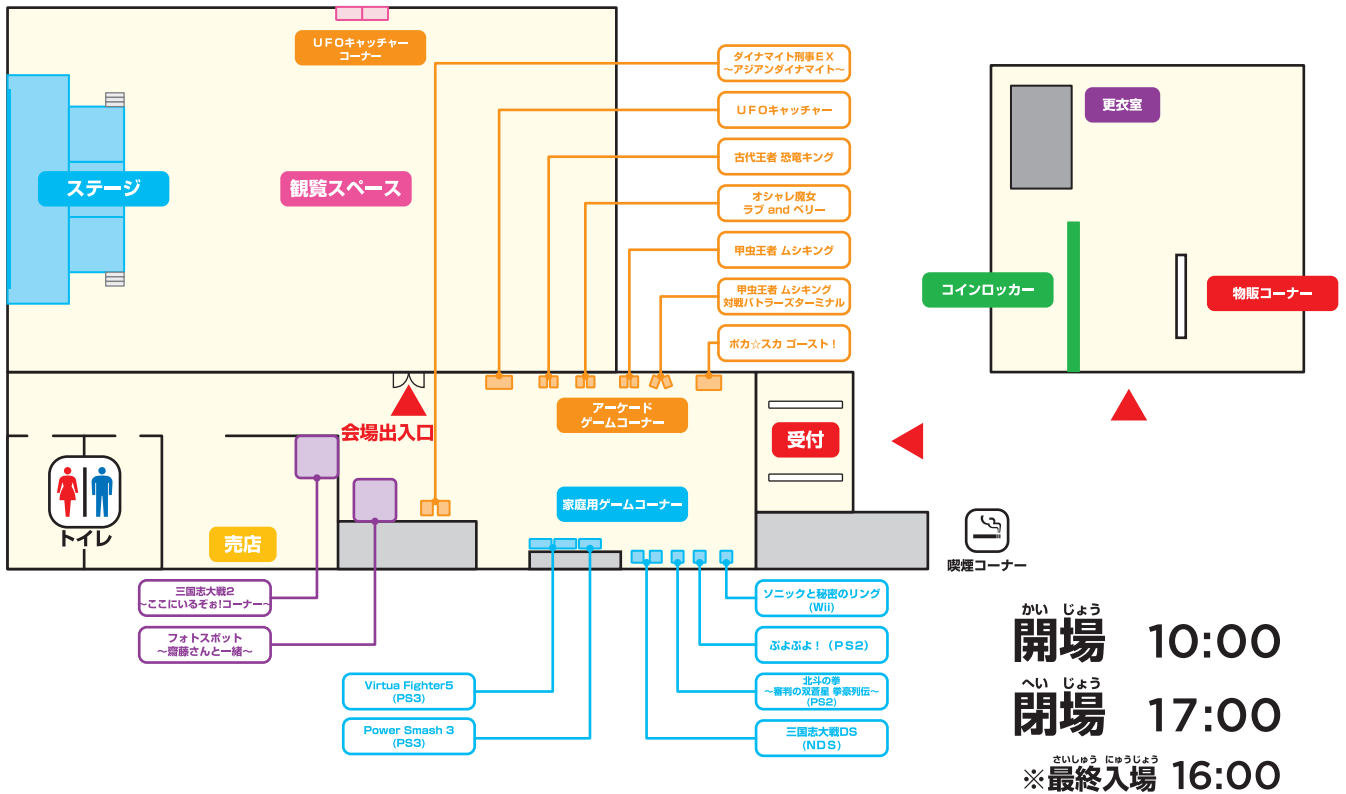 UFOキャッチャー
コーナー
ステージ
観覧スペース
ダイナマイト刑事EX
～アジアンダイナマイト～
UFOキャッチャー
古代王者 恐竜キング
オシャレ魔女
ラブ and ベリー
甲虫王者 ムシキング
甲虫王者 ムシキング
対戦バトラーズターミナル
ボカ☆スカ ゴースト！
更衣室
コインロッカー
物販コーナー
会場出入口
アーケード
ゲームコーナー
受付
家庭用ゲームコーナー
トイレ
売店
喫煙コーナー
三国志大戦2
～ここにいるぞぉ!コーナー～
フォトスポット
～齋藤さんと一緒～
Virtua Fighter5
(PS3)
Power Smash 3
(PS3)
ソニックと秘密のリング
(Wii)
ぷよぷよ！（PS2）
北斗の拳
～審判の双蒼星 拳豪列伝～
(PS2)
三国志大戦DS
(NDS)
かい じょう
開場 10:00
へい じょう
閉場 17:00
さいしゅう にゅうじょう
※最終入場 16:00